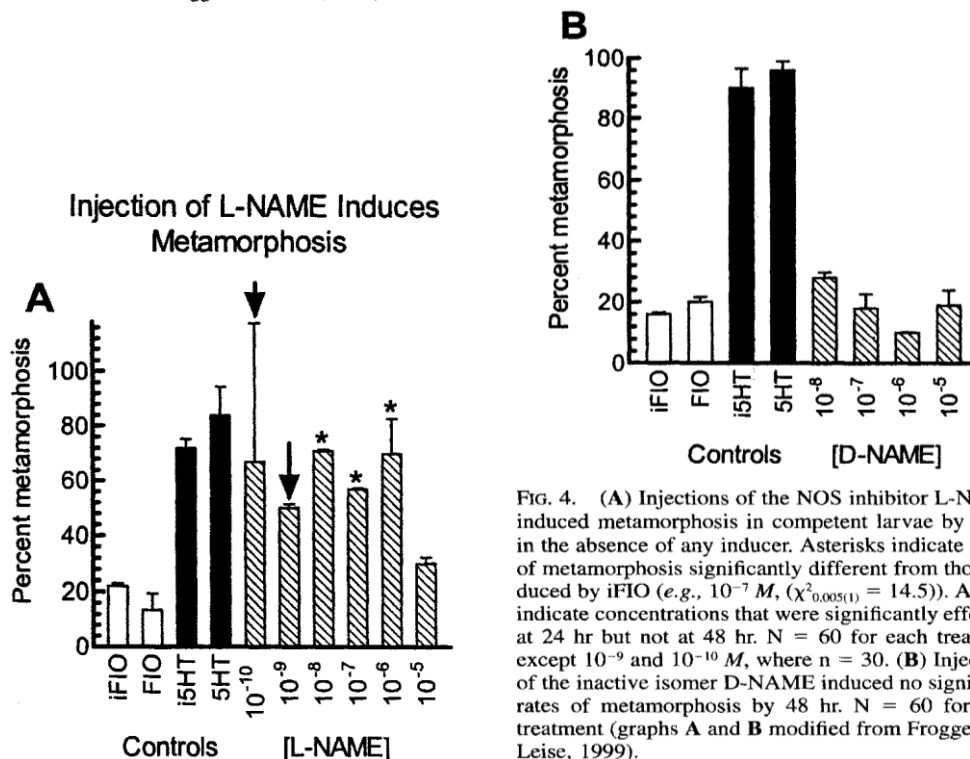 B
100
80
60
40
20
0
Percent metamorphosis
iFIO
FIO
i5HT
5HT
10⁻⁸
10⁻⁷
10⁻⁶
10⁻⁵
Controls [D-NAME]
Injection of L-NAME Induces
Metamorphosis
A
100
80
60
40
20
0
Percent metamorphosis
* * *
iFIO
FIO
i5HT
5HT
10⁻¹⁰
10⁻⁹
10⁻⁸
10⁻⁷
10⁻⁶
10⁻⁵
Controls [L-NAME]
FIG. 4. (A) Injections of the NOS inhibitor L-N
induced metamorphosis in competent larvae by
in the absence of any inducer. Asterisks indicate
of metamorphosis significantly different from tho
duced by iFIO (e.g., 10⁻⁷ M, (χ²0.005(1) = 14.5)). A
indicate concentrations that were significantly effe
at 24 hr but not at 48 hr. N = 60 for each treat
except 10⁻⁹ and 10⁻¹⁰ M, where n = 30. (B) Injec
of the inactive isomer D-NAME induced no signi
rates of metamorphosis by 48 hr. N = 60 for
treatment (graphs A and B modified from Frogge
Leise, 1999).